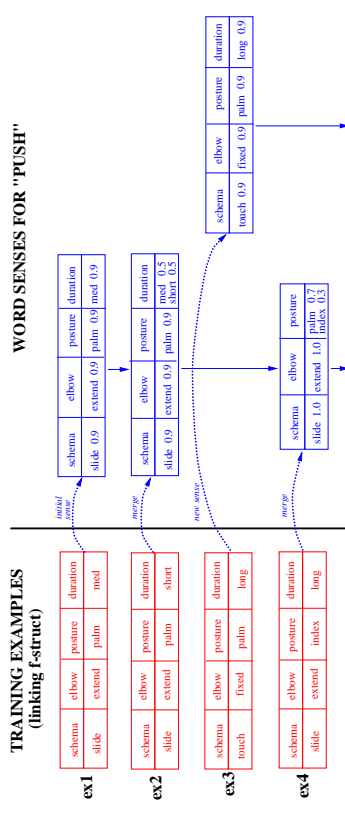 TRAINING EXAMPLES
(linking f-struct)
WORD SENSES FOR "PUSH"
ex1
schema elbow posture duration
slide extend palm med
initial
sense
schema elbow posture duration
slide 0.9 extend 0.9 palm 0.9 med 0.9
ex2
schema elbow posture duration
slide extend palm short
merge
schema elbow posture duration
slide 0.9 extend 0.9 palm 0.9 med 0.5
short 0.5
ex3
schema elbow posture duration
touch fixed palm long
new sense
schema elbow posture duration
touch 0.9 fixed 0.9 palm 0.9 long 0.9
ex4
schema elbow posture duration
slide extend index long
merge
schema elbow posture
slide 1.0 extend 1.0 palm 0.7
index 0.3